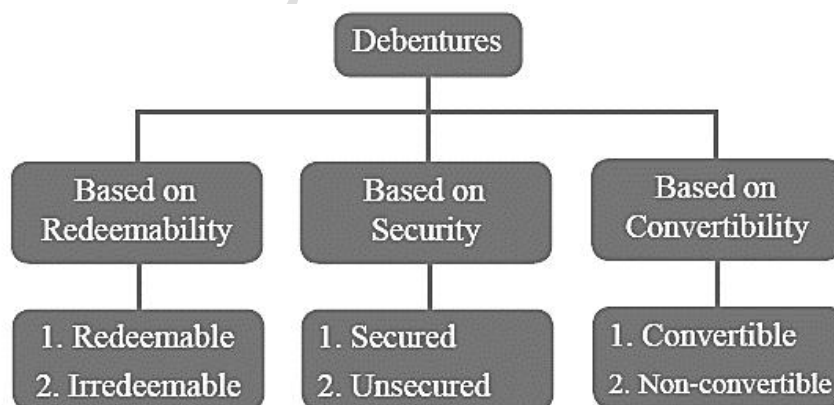 Debentures
Based on
Redeemability
Based on
Security
Based on
Convertibility
1. Redeemable
2. Irredeemable
1. Secured
2. Unsecured
1. Convertible
2. Non-convertible